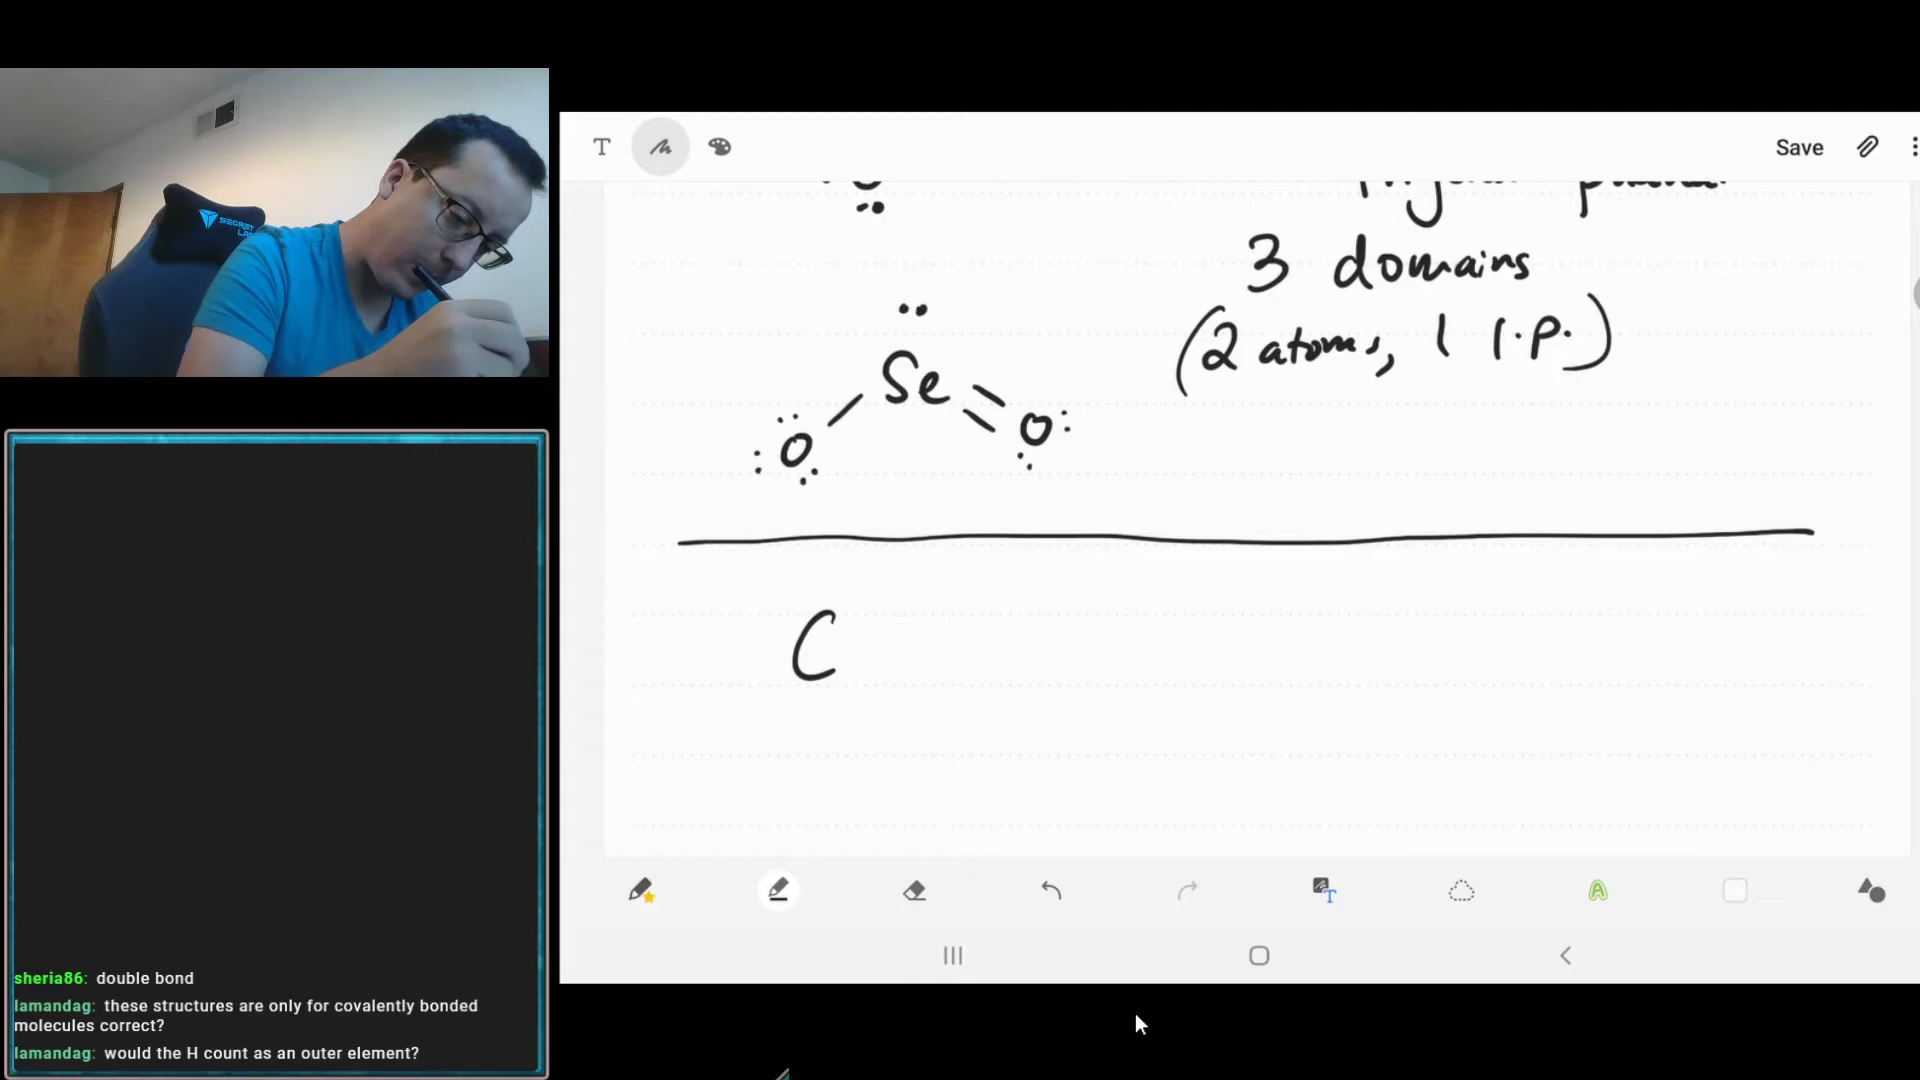 SECRET
Save
3 domains
(2 atoms, 1 l.p.)
Se
O
O
C
sheria86: double bond
lamandag: these structures are only for covalently bonded
molecules correct?
lamandag: would the H count as an outer element?